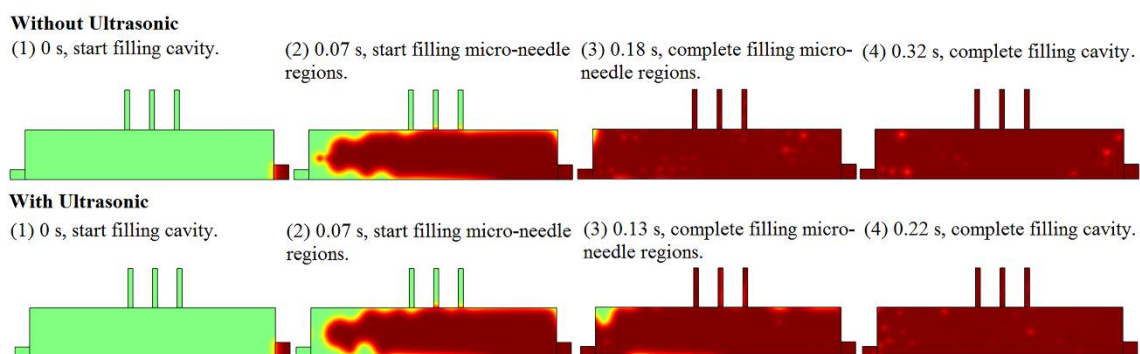 Without Ultrasonic
(1) 0 s, start filling cavity.
(2) 0.07 s, start filling micro-needle
regions.
(3) 0.18 s, complete filling micro-
needle regions.
(4) 0.32 s, complete filling cavity.
With Ultrasonic
(1) 0 s, start filling cavity.
(2) 0.07 s, start filling micro-needle
regions.
(3) 0.13 s, complete filling micro-
needle regions.
(4) 0.22 s, complete filling cavity.